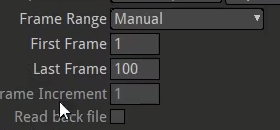 Frame Range Manual
First Frame 1
Last Frame 100
rame Increment 1
Read back file